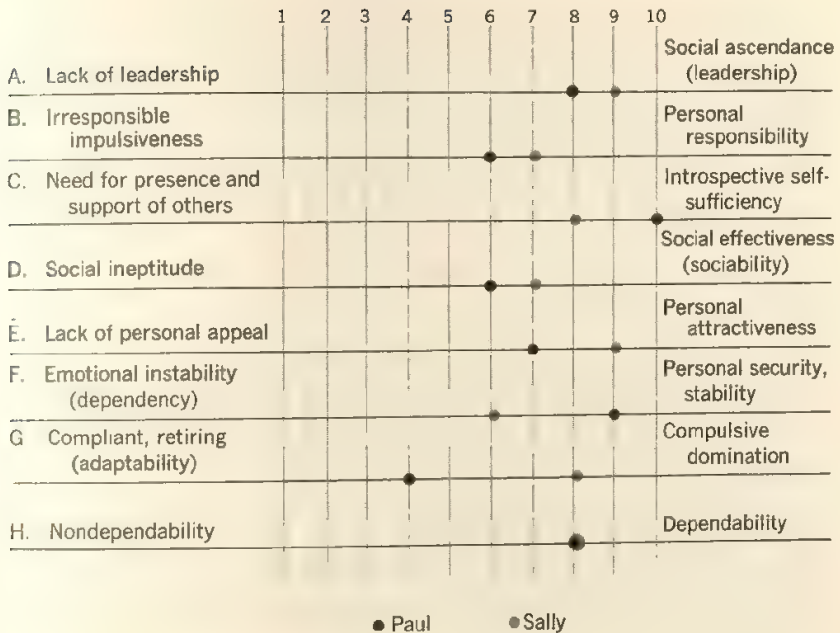 1 2 3 4 5 6 7 8 9 10
A. Lack of leadership
Social ascendance
(leadership)
B. Irresponsible
impulsiveness
Personal
responsibility
C. Need for presence and
support of others
Introspective self-
sufficiency
D. Social ineptitude
Social effectiveness
(sociability)
E. Lack of personal appeal
Personal
attractiveness
F. Emotional instability
(dependency)
Personal security,
stability
G Compliant, retiring
(adaptability)
Compulsive
domination
H. Nondependability
Dependability
Paul
Sally